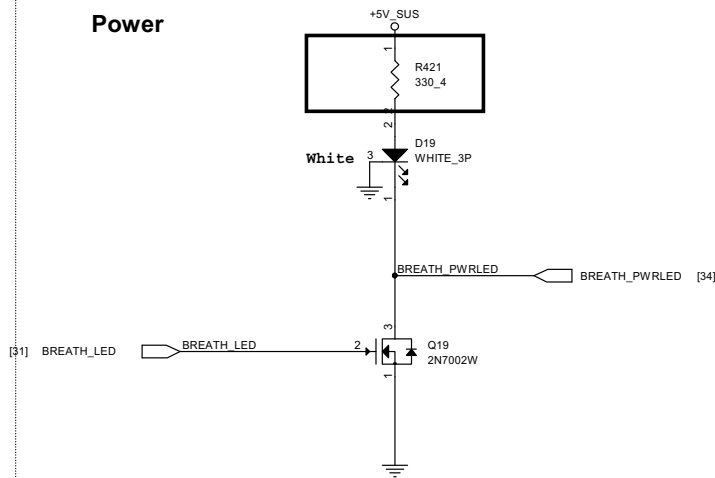 Power
+5V_SUS
1
R421
330_4
2
2
D19
White 3 WHITE_3P
1
BREATH_PWRLED
BREATH_PWRLED [34]
3
[31] BREATH_LED
BREATH_LED
2
Q19
2N7002W
1